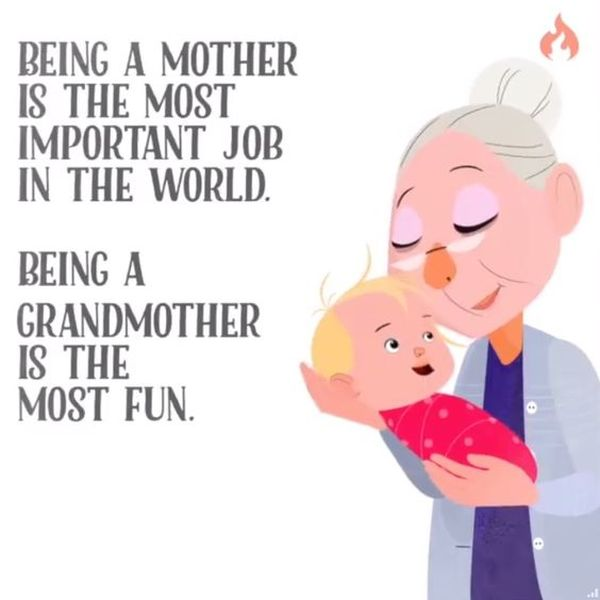 BEING A MOTHER
IS THE MOST
IMPORTANT JOB
IN THE WORLD.
BEING A
GRANDMOTHER
IS THE
MOST FUN.